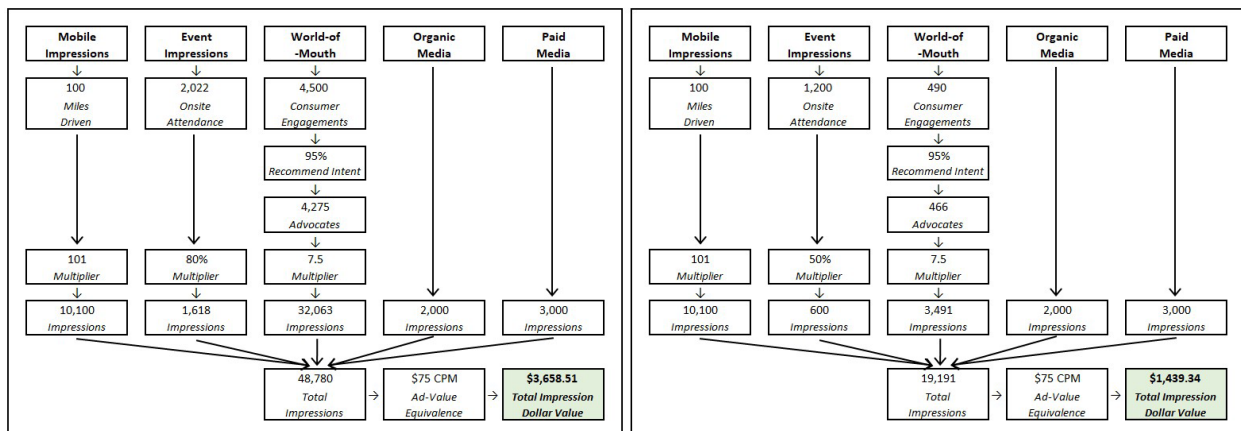 Mobile
Impressions
Event
Impressions
World-of
-Mouth
Organic
Media
Paid
Media
100
Miles
Driven
2,022
Onsite
Attendance
4,500
Consumer
Engagements
95%
Recommend Intent
4,275
Advocates
101
Multiplier
80%
Multiplier
7.5
Multiplier
10,100
Impressions
1,618
Impressions
32,063
Impressions
2,000
Impressions
3,000
Impressions
48,780
Total
Impressions
$75 CPM
Ad-Value
Equivalence
$3,658.51
Total Impression
Dollar Value
Mobile
Impressions
Event
Impressions
World-of
-Mouth
Organic
Media
Paid
Media
100
Miles
Driven
1,200
Onsite
Attendance
490
Consumer
Engagements
95%
Recommend Intent
466
Advocates
101
Multiplier
50%
Multiplier
7.5
Multiplier
10,100
Impressions
600
Impressions
3,491
Impressions
2,000
Impressions
3,000
Impressions
19,191
Total
Impressions
$75 CPM
Ad-Value
Equivalence
$1,439.34
Total Impression
Dollar Value